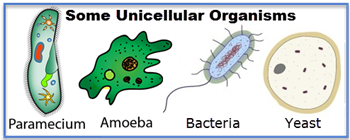 Some Unicellular Organisms
Paramecium Amoeba Bacteria Yeast